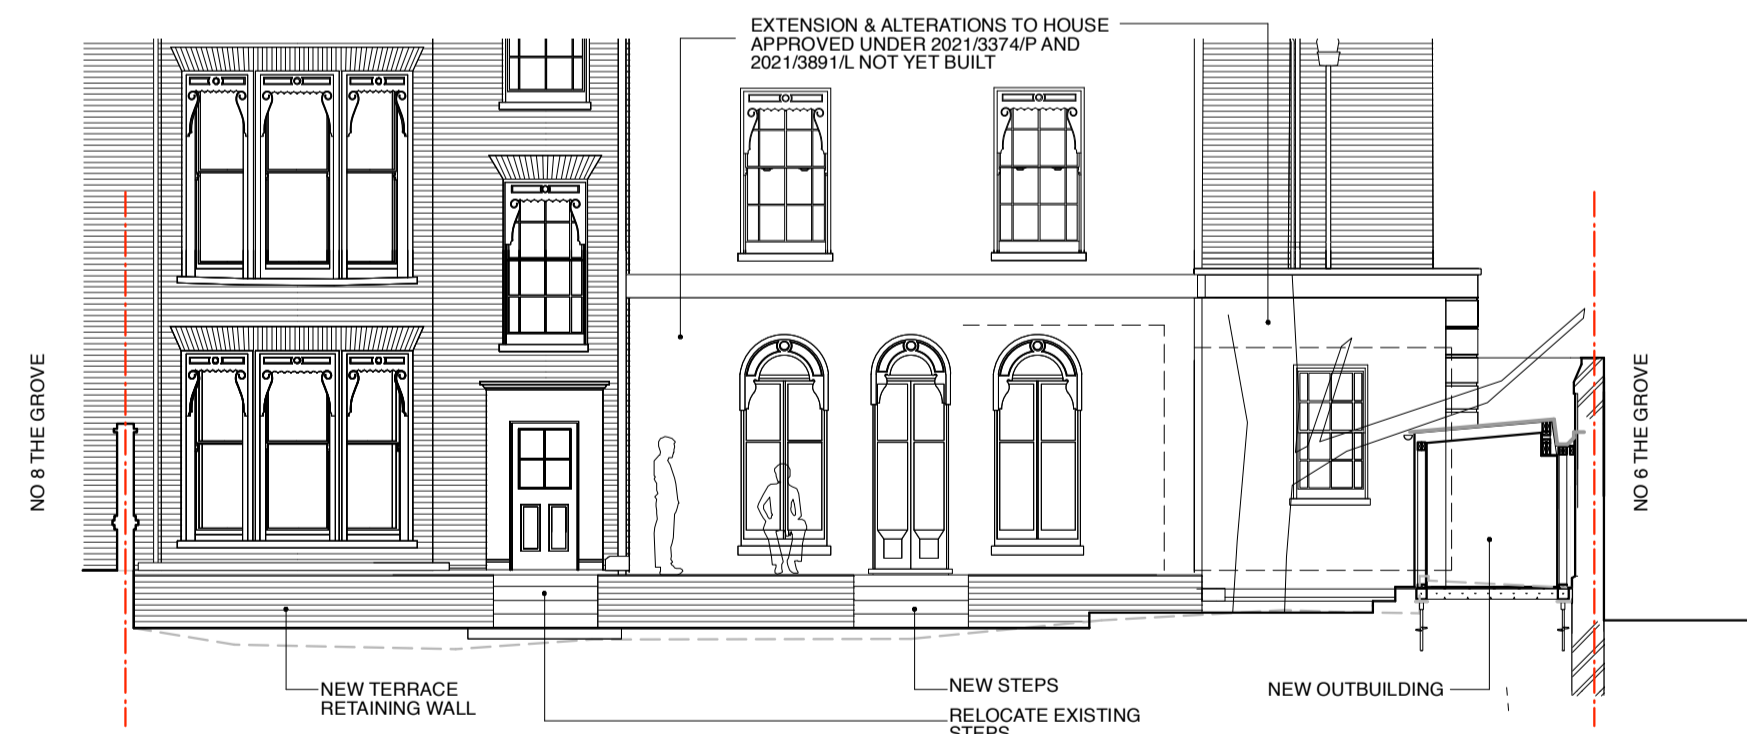 EXTENSION & ALTERATIONS TO HOUSE
APPROVED UNDER 2021/3374/P AND
2021/3891/L NOT YET BUILT
NO 8 THE GROVE
NO 6 THE GROVE
NEW TERRACE
RETAINING WALL
NEW STEPS
RELOCATE EXISTING
STEPS
NEW OUTBUILDING